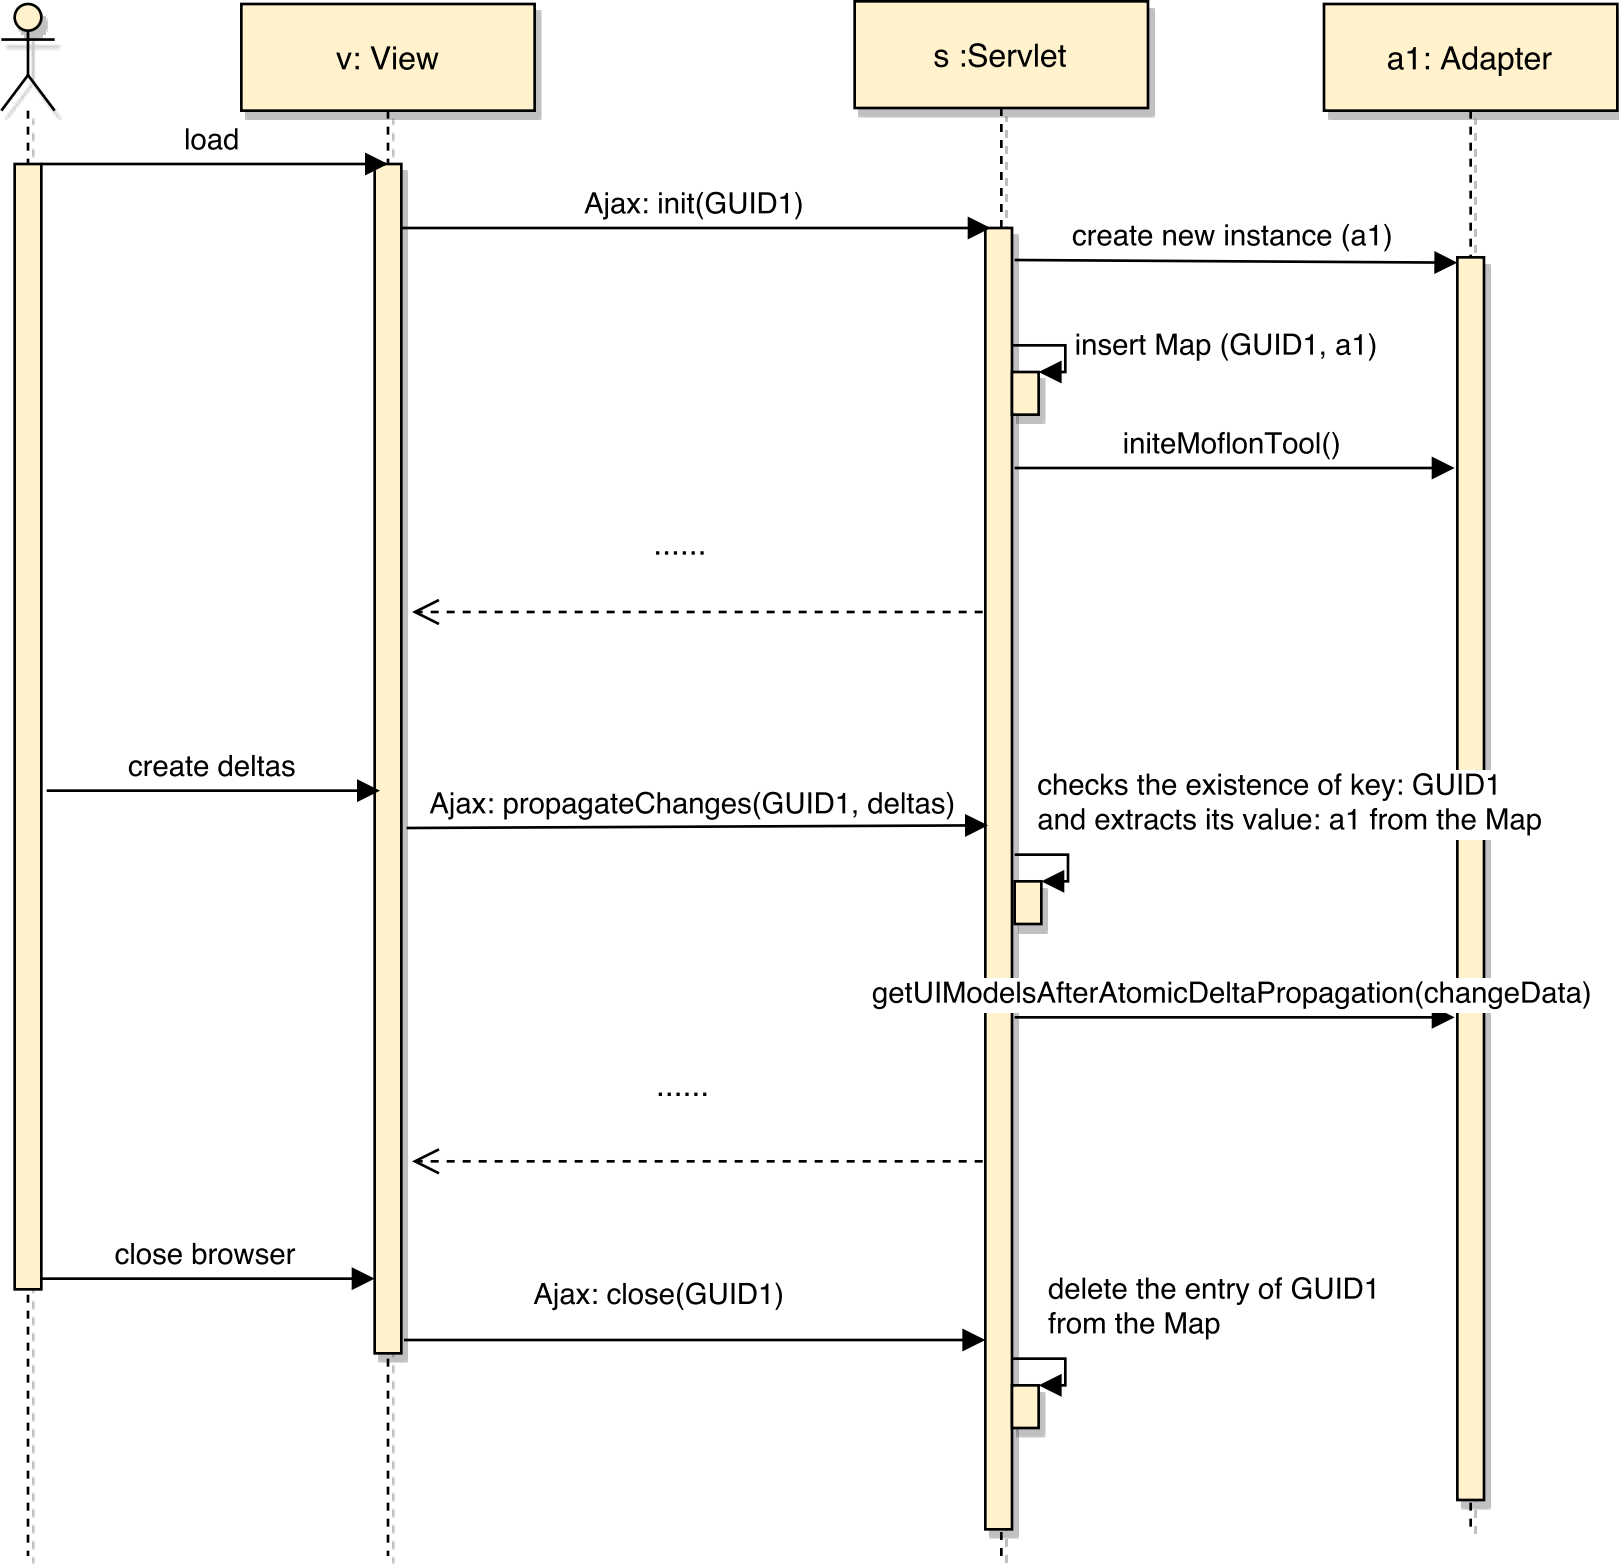 v: View
s :Servlet
a1: Adapter
load
Ajax: init(GUID1)
create new instance (a1)
insert Map (GUID1, a1)
initeMoflonTool()
......
create deltas
Ajax: propagateChanges(GUID1, deltas)
checks the existence of key: GUID1
and extracts its value: a1 from the Map
getUIModelsAfterAtomicDeltaPropagation(changeData)
......
close browser
Ajax: close(GUID1)
delete the entry of GUID1
from the Map